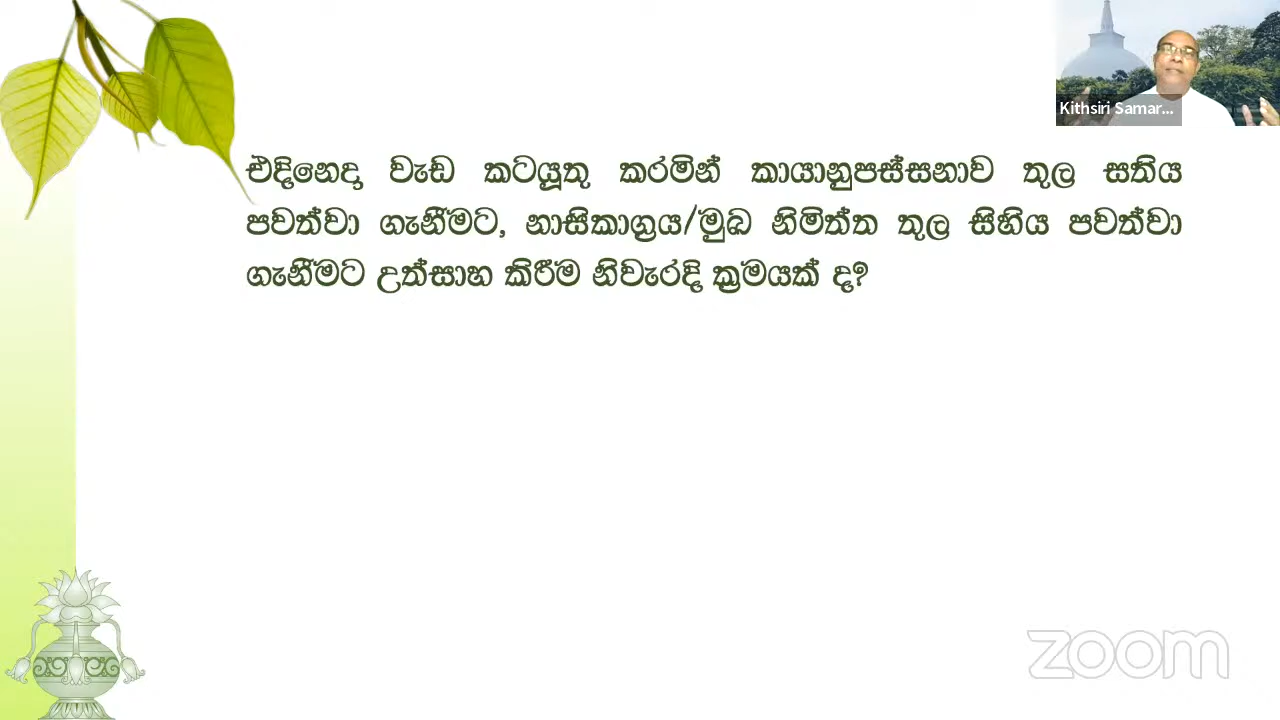 Kithsiri Samar...
එදිනෙදා වැඩ කටයුතු කරමින් කායානුපස්සනාව තුල සතිය
පවත්වා ගැනීමට, නාසිකාග්‍රය/මුඛ නිමිත්ත තුල සිහිය පවත්වා
ගැනීමට උත්සාහ කිරීම නිවැරදි ක්‍රමයක් ද?
zoom